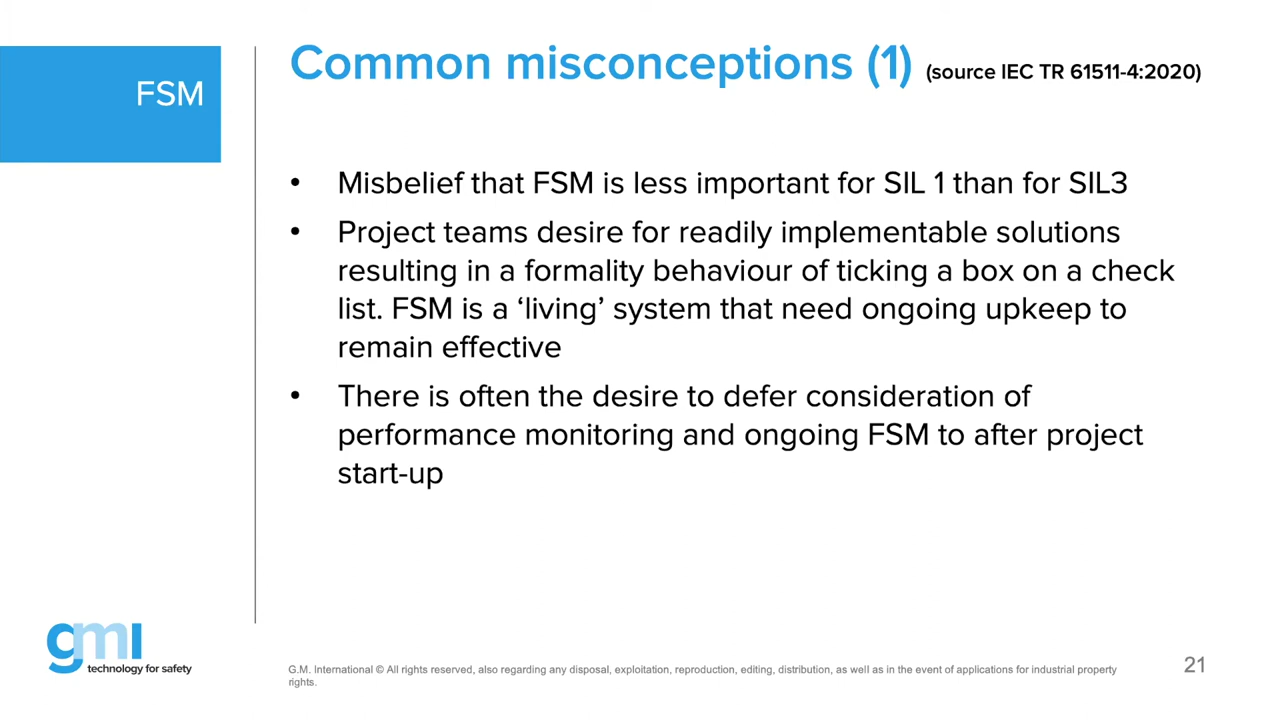 FSM
Common misconceptions (1) (source IEC TR 61511-4:2020)
• Misbelief that FSM is less important for SIL 1 than for SIL3
• Project teams desire for readily implementable solutions
resulting in a formality behaviour of ticking a box on a check
list. FSM is a ‘living’ system that need ongoing upkeep to
remain effective
• There is often the desire to defer consideration of
performance monitoring and ongoing FSM to after project
start-up
gmi
technology for safety
G.M. International © All rights reserved, also regarding any disposal, exploitation, reproduction, editing, distribution, as well as in the event of applications for industrial property
rights.
21